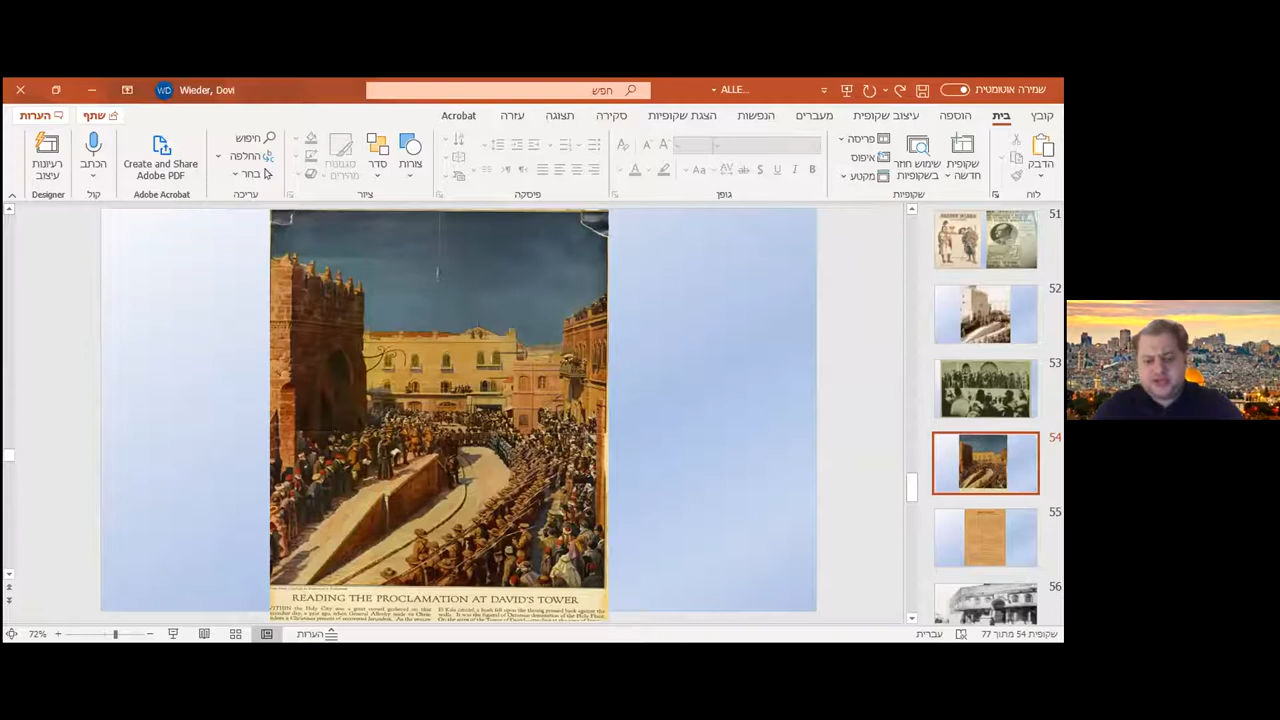 Wieder, Dovi
WD
חפש
ALLE...
שמירה אוטומטית
קובץ
בית
הוספה
עיצוב שקופית
מעברים
הנפשות
הצגת שקופיות
סקירה
תצוגה
עזרה
Acrobat
שתף
הערות
הדבק
לוח
שקופית
חדשה
שימוש חוזר
בשקופיות
פריסה
איפוס
מקטע
שקופיות
גופן
פיסקה
צורות
סדר
סגנונות
מהירים
ציור
חיפוש
החלפה
בחר
עריכה
Create and Share
Adobe PDF
Adobe Acrobat
הכתב
קול
רעיונות
עיצוב
Designer
READING THE PROCLAMATION AT DAVID'S TOWER
51
52
53
54
55
56
שקופית 54 מתוך 77
עברית
הערות
72%